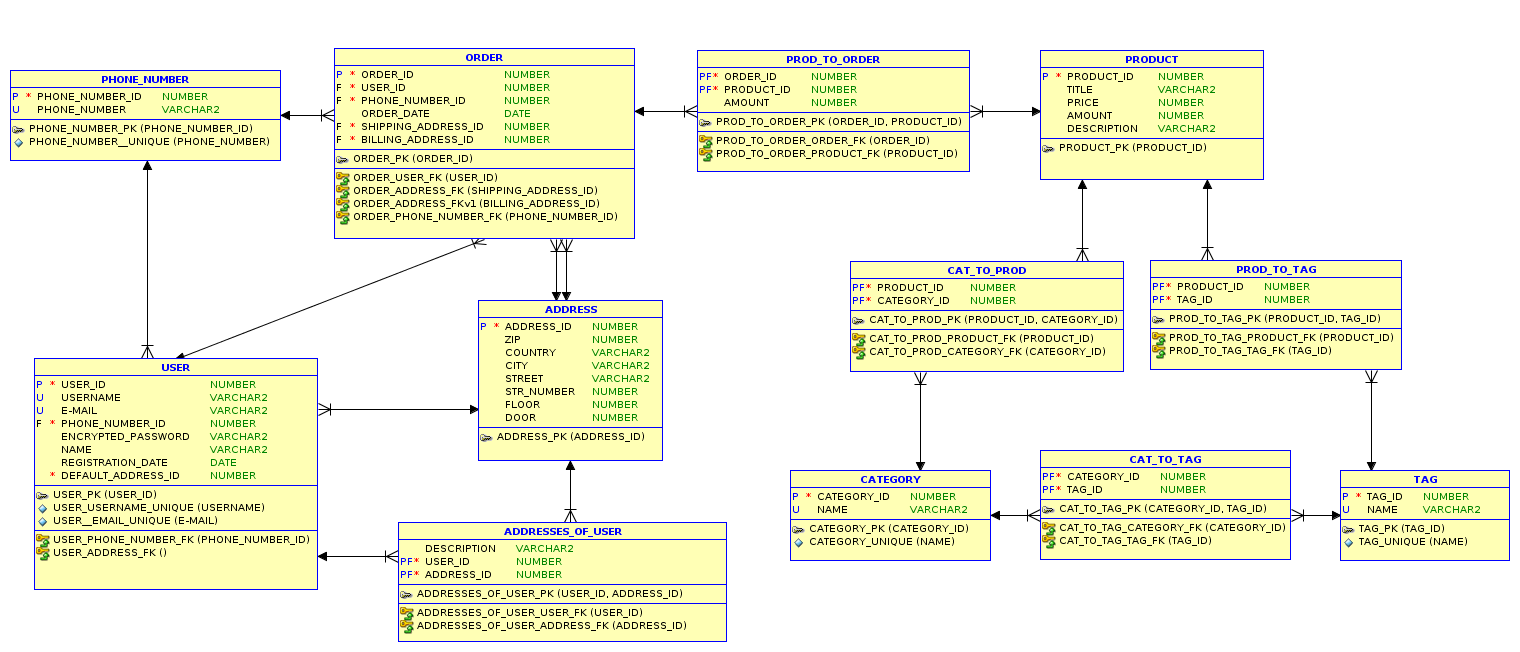 PHONE_NUMBER
P * PHONE_NUMBER_ID NUMBER
U PHONE_NUMBER VARCHAR2
PHONE_NUMBER_PK (PHONE_NUMBER_ID)
PHONE_NUMBER__UNIQUE (PHONE_NUMBER)
ORDER
P * ORDER_ID NUMBER
F * USER_ID NUMBER
F * PHONE_NUMBER_ID NUMBER
ORDER_DATE DATE
F * SHIPPING_ADDRESS_ID NUMBER
F * BILLING_ADDRESS_ID NUMBER
ORDER_PK (ORDER_ID)
ORDER_USER_FK (USER_ID)
ORDER_ADDRESS_FK (SHIPPING_ADDRESS_ID)
ORDER_ADDRESS_FKv1 (BILLING_ADDRESS_ID)
ORDER_PHONE_NUMBER_FK (PHONE_NUMBER_ID)
PROD_TO_ORDER
PF* ORDER_ID NUMBER
PF* PRODUCT_ID NUMBER
AMOUNT NUMBER
PROD_TO_ORDER_PK (ORDER_ID, PRODUCT_ID)
PROD_TO_ORDER_ORDER_FK (ORDER_ID)
PROD_TO_ORDER_PRODUCT_FK (PRODUCT_ID)
PRODUCT
P * PRODUCT_ID NUMBER
TITLE VARCHAR2
PRICE NUMBER
AMOUNT NUMBER
DESCRIPTION VARCHAR2
PRODUCT_PK (PRODUCT_ID)
CAT_TO_PROD
PF* PRODUCT_ID NUMBER
PF* CATEGORY_ID NUMBER
CAT_TO_PROD_PK (PRODUCT_ID, CATEGORY_ID)
CAT_TO_PROD_PRODUCT_FK (PRODUCT_ID)
CAT_TO_PROD_CATEGORY_FK (CATEGORY_ID)
PROD_TO_TAG
PF* PRODUCT_ID NUMBER
PF* TAG_ID NUMBER
PROD_TO_TAG_PK (PRODUCT_ID, TAG_ID)
PROD_TO_TAG_PRODUCT_FK (PRODUCT_ID)
PROD_TO_TAG_TAG_FK (TAG_ID)
ADDRESS
P * ADDRESS_ID NUMBER
ZIP NUMBER
COUNTRY VARCHAR2
CITY VARCHAR2
STREET VARCHAR2
STR_NUMBER NUMBER
FLOOR NUMBER
DOOR NUMBER
ADDRESS_PK (ADDRESS_ID)
USER
P * USER_ID NUMBER
U USERNAME VARCHAR2
U E-MAIL VARCHAR2
F * PHONE_NUMBER_ID NUMBER
ENCRYPTED_PASSWORD VARCHAR2
NAME VARCHAR2
REGISTRATION_DATE DATE
* DEFAULT_ADDRESS_ID NUMBER
USER_PK (USER_ID)
USER_USERNAME_UNIQUE (USERNAME)
USER__EMAIL_UNIQUE (E-MAIL)
USER_PHONE_NUMBER_FK (PHONE_NUMBER_ID)
USER_ADDRESS_FK ()
ADDRESSES_OF_USER
DESCRIPTION VARCHAR2
PF* USER_ID NUMBER
PF* ADDRESS_ID NUMBER
ADDRESSES_OF_USER_PK (USER_ID, ADDRESS_ID)
ADDRESSES_OF_USER_USER_FK (USER_ID)
ADDRESSES_OF_USER_ADDRESS_FK (ADDRESS_ID)
CATEGORY
P * CATEGORY_ID NUMBER
U NAME VARCHAR2
CATEGORY_PK (CATEGORY_ID)
CATEGORY_UNIQUE (NAME)
CAT_TO_TAG
PF* CATEGORY_ID NUMBER
PF* TAG_ID NUMBER
CAT_TO_TAG_PK (CATEGORY_ID, TAG_ID)
CAT_TO_TAG_CATEGORY_FK (CATEGORY_ID)
CAT_TO_TAG_TAG_FK (TAG_ID)
TAG
P * TAG_ID NUMBER
U NAME VARCHAR2
TAG_PK (TAG_ID)
TAG_UNIQUE (NAME)